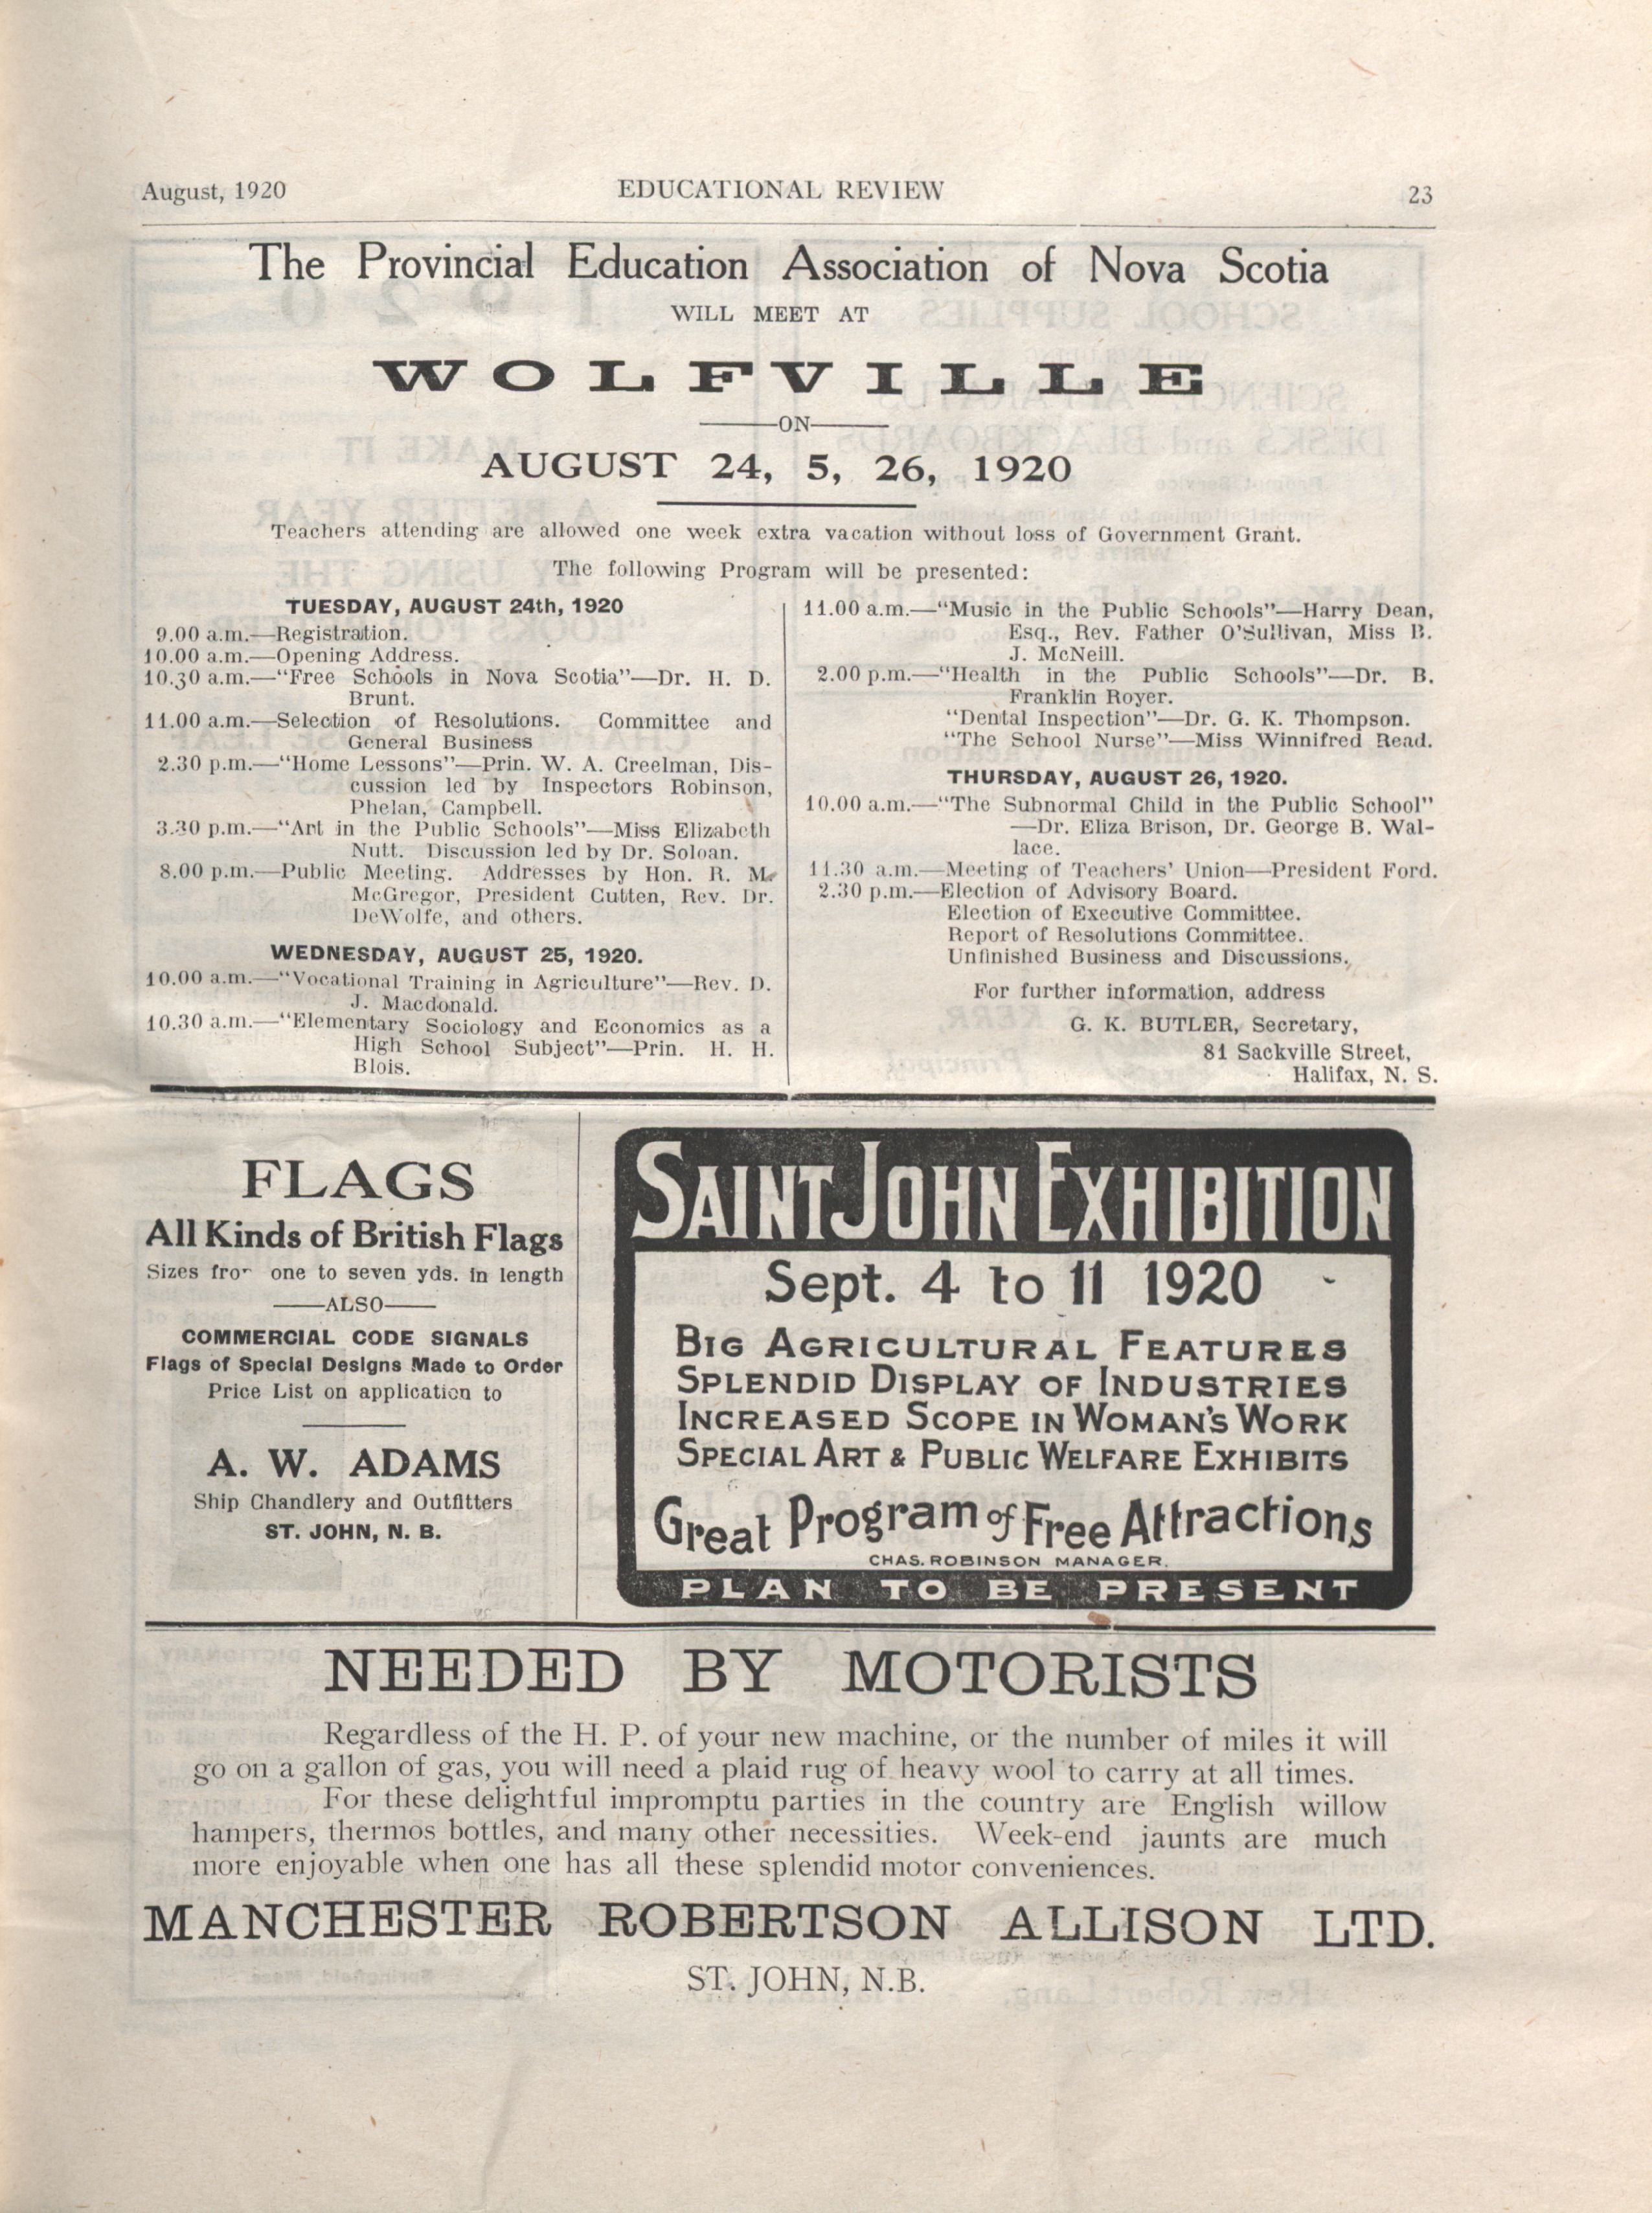 August, 1920 EDUCATIONAL REVIEW 23
The Provincial Education Association of Nova Scotia
WILL MEET AT
WOLFVILLE
ON
AUGUST 24, 5, 26, 1920
Teachers attending are allowed one week extra vacation without loss of Government Grant.
The following Program will be presented:
TUESDAY, AUGUST 24th, 1920
9.00 a.m.—Registration.
10.00 a.m.—Opening Address.
10.30 a.m.—"Free Schools in Nova Scotia"—Dr. H. D.
Brunt.
11.00 a.m.—Selection of Resolutions. Committee and
General Business
2.30 p.m.—"Home Lessons"—Prin. W. A. Creelman, Dis-
cussion led by Inspectors Robinson,
Phelan, Campbell.
3.30 p.m.—"Art in the Public Schools"—Miss Elizabeth
Nutt. Discussion led by Dr. Soloan.
8.00 p.m.—Public Meeting. Addresses by Hon. R. M.
McGregor, President Cutten, Rev. Dr.
DeWolfe, and others.
WEDNESDAY, AUGUST 25, 1920.
10.00 a.m.—"Vocational Training in Agriculture"—Rev. D.
J. Macdonald.
10.30 a.m.—"Elementary Sociology and Economics as a
High School Subject"—Prin. H. H.
Blois.
11.00 a.m.—"Music in the Public Schools"—Harry Dean,
Esq., Rev. Father O'Sullivan, Miss B.
J. McNeill.
2.00 p.m.—"Health in the Public Schools"—Dr. B.
Franklin Royer.
"Dental Inspection"—Dr. G. K. Thompson.
"The School Nurse"—Miss Winnifred Read.
THURSDAY, AUGUST 26, 1920.
10.00 a.m.—"The Subnormal Child in the Public School"
—Dr. Eliza Brison, Dr. George B. Wal-
lace.
11.30 a.m.—Meeting of Teachers' Union—President Ford.
2.30 p.m.—Election of Advisory Board.
Election of Executive Committee.
Report of Resolutions Committee.
Unfinished Business and Discussions.
For further information, address
G. K. BUTLER, Secretary,
81 Sackville Street,
Halifax, N. S.
FLAGS
All Kinds of British Flags
Sizes from one to seven yds. in length
ALSO
COMMERCIAL CODE SIGNALS
Flags of Special Designs Made to Order
Price List on application to
A. W. ADAMS
Ship Chandlery and Outfitters
ST. JOHN, N. B.
SAINT JOHN EXHIBITION
Sept. 4 to 11 1920
BIG AGRICULTURAL FEATURES
SPLENDID DISPLAY OF INDUSTRIES
INCREASED SCOPE IN WOMAN'S WORK
SPECIAL ART & PUBLIC WELFARE EXHIBITS
Great Program of Free Attractions
CHAS. ROBINSON MANAGER.
PLAN TO BE PRESENT
NEEDED BY MOTORISTS
Regardless of the H. P. of your new machine, or the number of miles it will
go on a gallon of gas, you will need a plaid rug of heavy wool to carry at all times.
For these delightful impromptu parties in the country are English willow
hampers, thermos bottles, and many other necessities. Week-end jaunts are much
more enjoyable when one has all these splendid motor conveniences.
MANCHESTER ROBERTSON ALLISON LTD.
ST. JOHN, N.B.